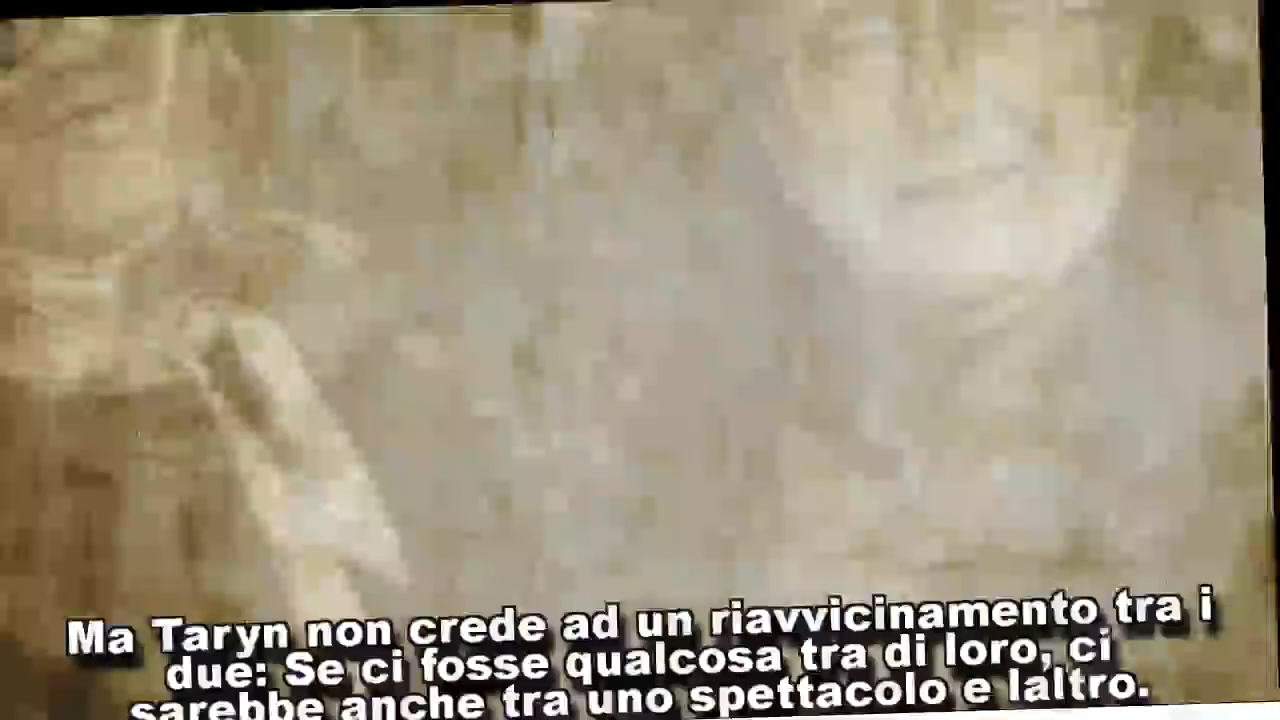 Ma Taryn non crede ad un riavvicinamento tra i
due: Se ci fosse qualcosa tra di loro, ci
sarebbe anche tra uno spettacolo e laltro.